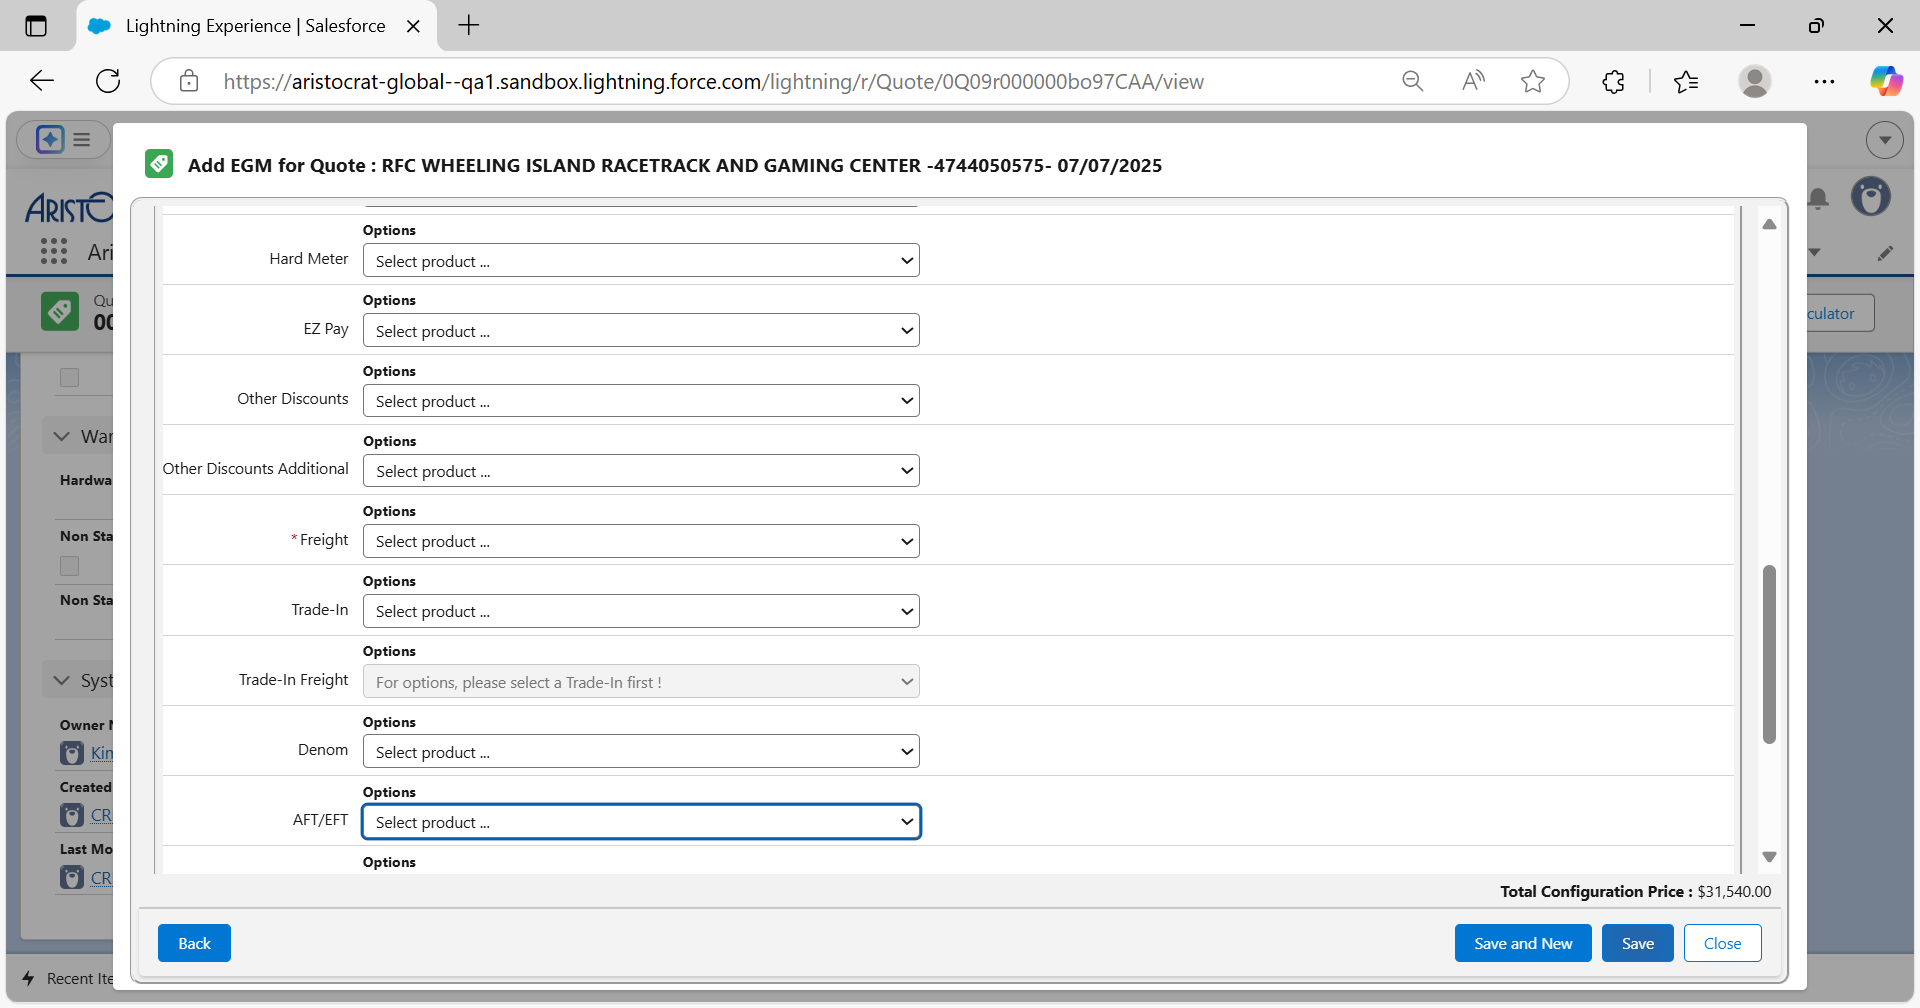 Lightning Experience | Salesforce
https://aristocrat-global--qa1.sandbox.lightning.force.com/lightning/r/Quote/0Q09r000000bo97CAA/view
Add EGM for Quote : RFC WHEELING ISLAND RACETRACK AND GAMING CENTER -4744050575- 07/07/2025
ARISTO
Ari
Qu
00
culator
War
Hardwa
Non Sta
Non Sta
Syst
Owner N
Kin
Created
CR
Last Mo
CR
Recent Ite
Options
Hard Meter
Select product ...
Options
EZ Pay
Select product ...
Options
Other Discounts
Select product ...
Options
Other Discounts Additional
Select product ...
Options
*Freight
Select product ...
Options
Trade-In
Select product ...
Options
Trade-In Freight
For options, please select a Trade-In first !
Options
Denom
Select product ...
Options
AFT/EFT
Select product ...
Options
Total Configuration Price : $31,540.00
Back
Save and New
Save
Close